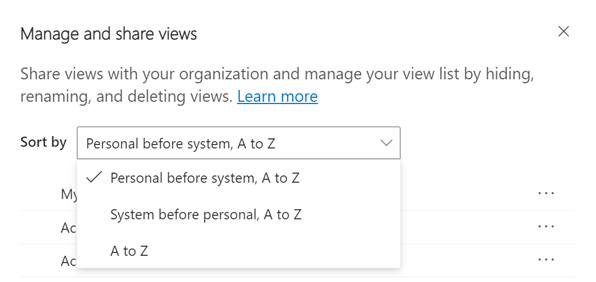 Manage and share views
Share views with your organization and manage your view list by hiding,
renaming, and deleting views. Learn more
Sort by Personal before system, A to Z
Personal before system, A to Z
System before personal, A to Z
A to Z